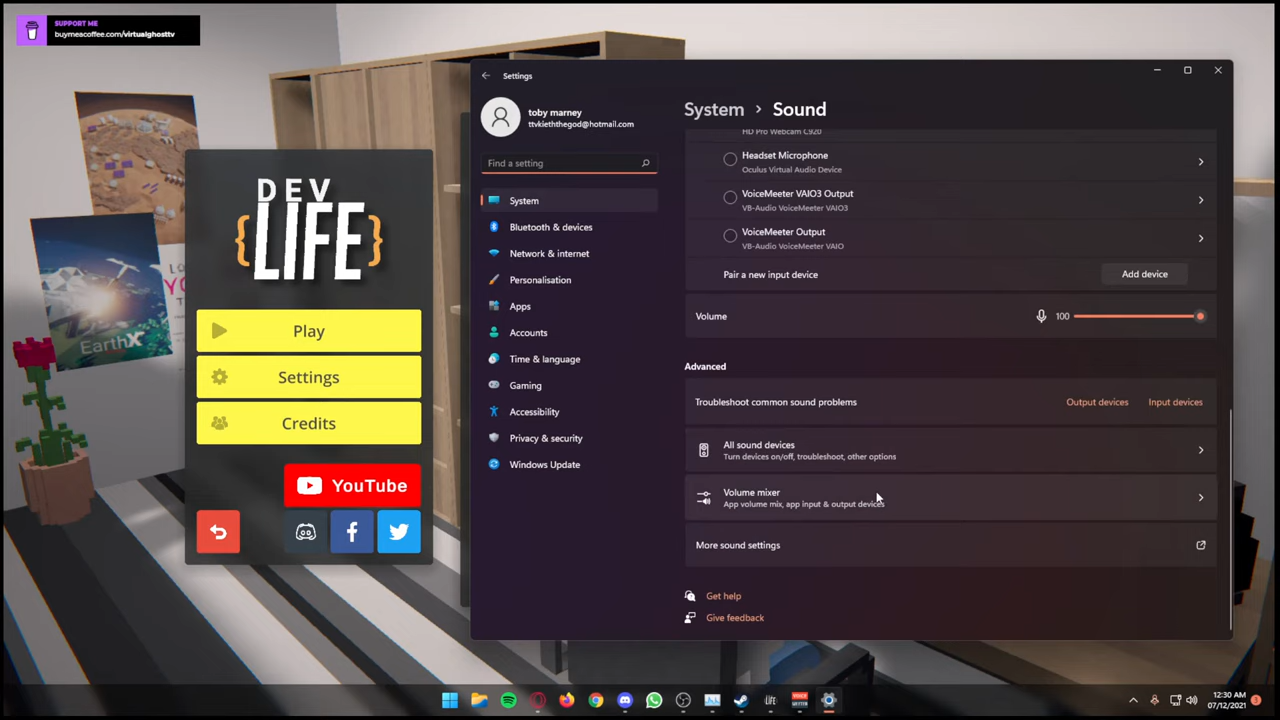 SUPPORT ME
buymeacoffee.com/virtualghosttv
EarthX
DEV
{LIFE}
Play
Settings
Credits
YouTube
Settings
toby marney
ttvkieththegod@hotmail.com
Find a setting
System
Bluetooth & devices
Network & internet
Personalisation
Apps
Accounts
Time & language
Gaming
Accessibility
Privacy & security
Windows Update
System > Sound
HD Pro Webcam C920
Headset Microphone
Oculus Virtual Audio Device
VoiceMeeter VAIO3 Output
VB-Audio VoiceMeeter VAIO3
VoiceMeeter Output
VB-Audio VoiceMeeter VAIO
Pair a new input device
Add device
Volume
100
Advanced
Troubleshoot common sound problems
Output devices
Input devices
All sound devices
Turn devices on/off, troubleshoot, other options
Volume mixer
App volume mix, app input & output devices
More sound settings
Get help
Give feedback
12:30 AM
07/12/2021